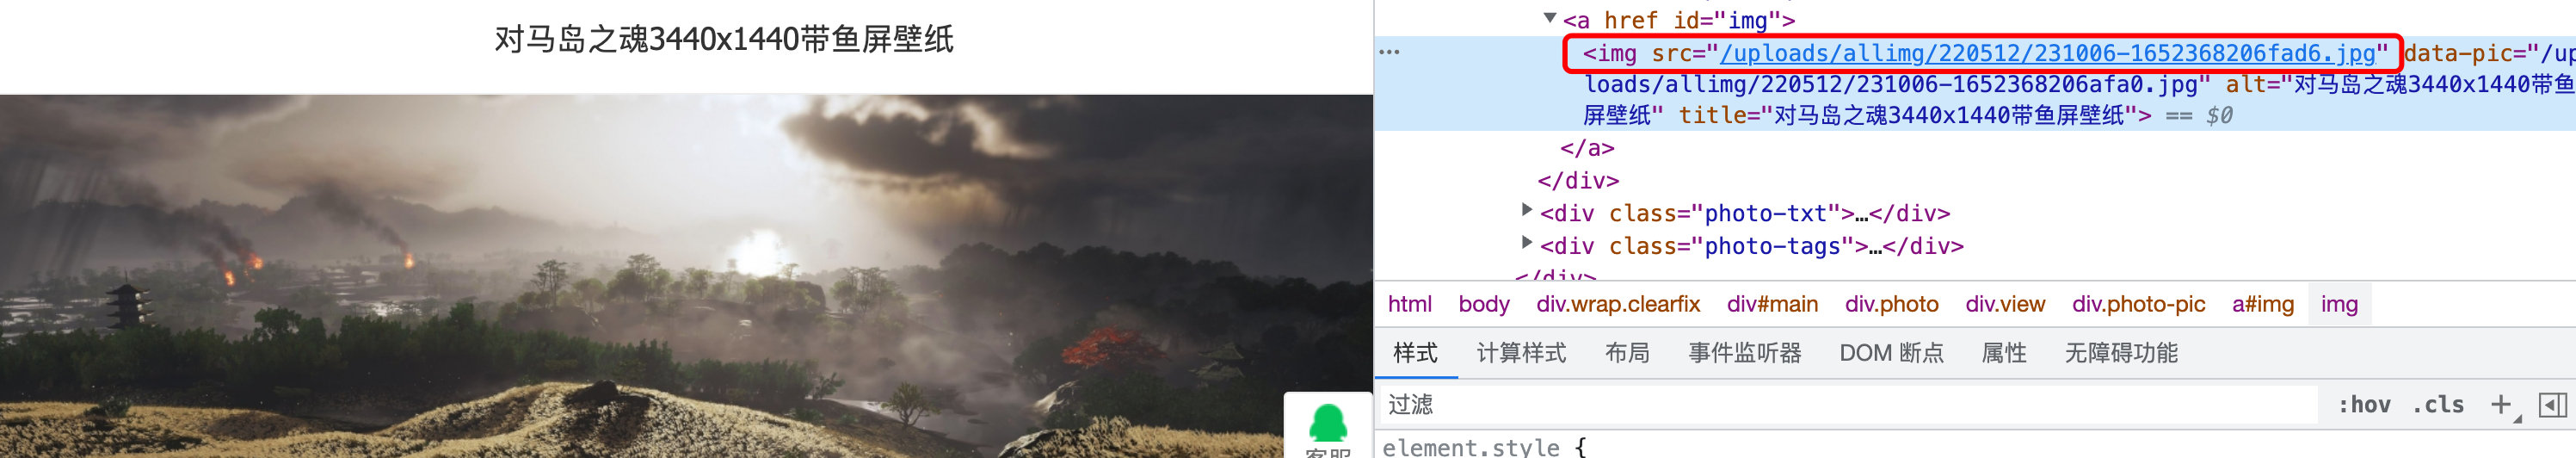 对马岛之魂3440x1440带鱼屏壁纸
客服
<a href id="img">
<img src="/uploads/allimg/220512/231006-1652368206fad6.jpg" data-pic="/up
loads/allimg/220512/231006-1652368206afa0.jpg" alt="对马岛之魂3440x1440带鱼
屏壁纸" title="对马岛之魂3440x1440带鱼屏壁纸"> == $0
</a>
</div>
<div class="photo-txt">…</div>
<div class="photo-tags">…</div>
</div>
html body div.wrap.clearfix div#main div.photo div.view div.photo-pic a#img img
样式 计算样式 布局 事件监听器 DOM 断点 属性 无障碍功能
过滤 :hov .cls
element.style {